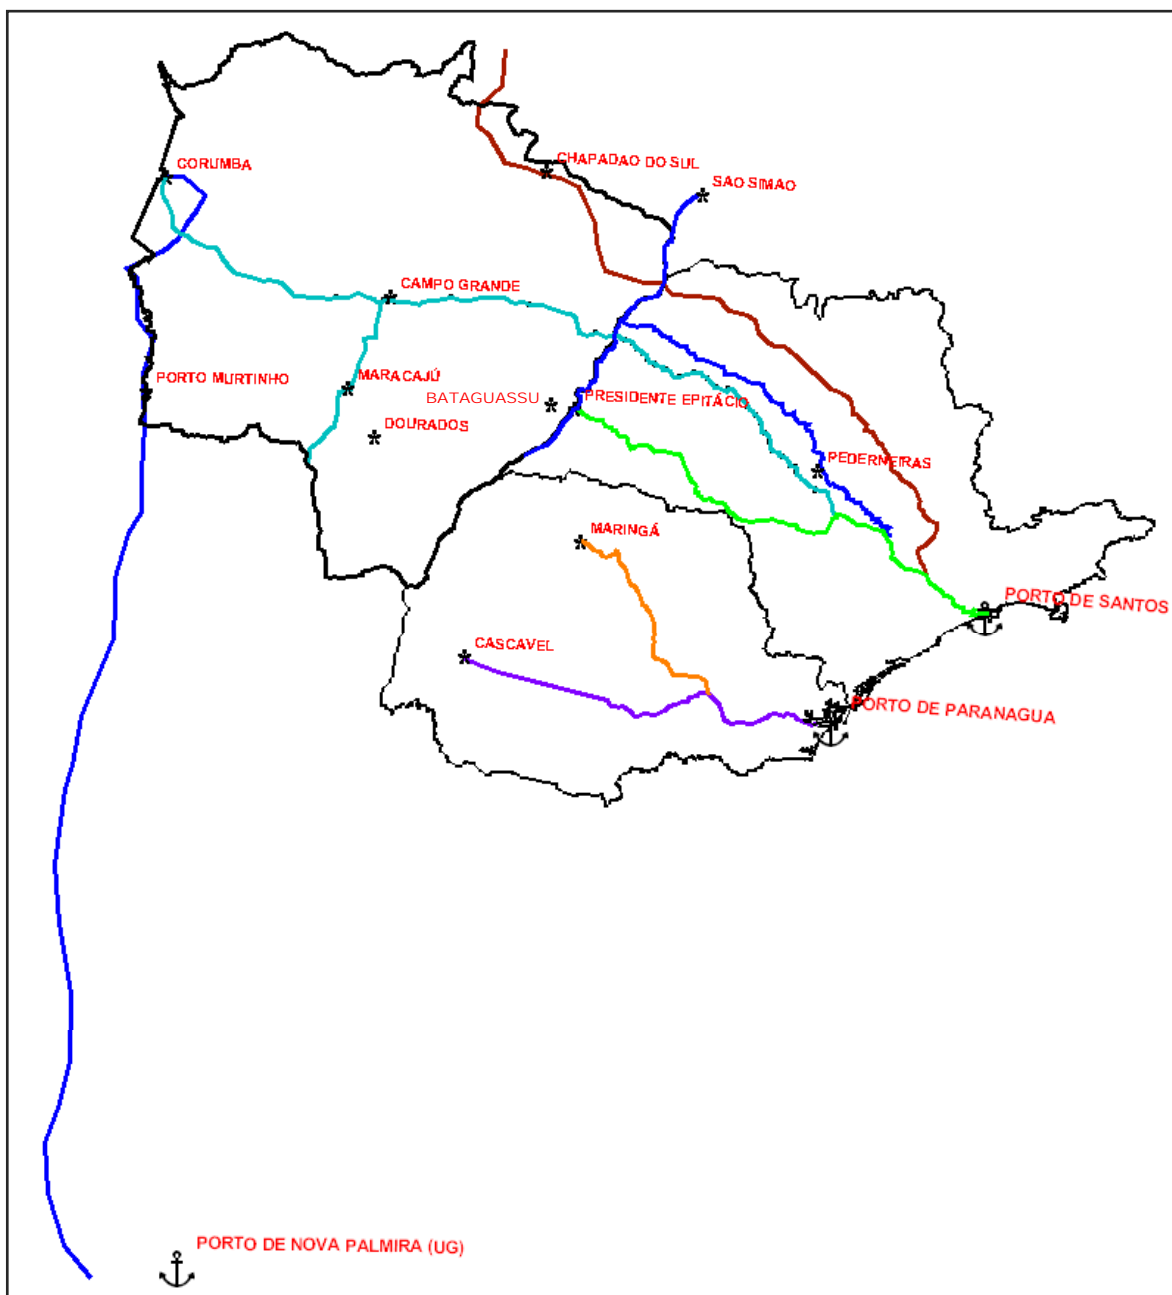 CORUMBA
CHAPADAO DO SUL
SAO SIMAO
CAMPO GRANDE
PORTO MURTINHO
MARACAJÚ
BATAGUASSU
PRESIDENTE EPITÁCIO
DOURADOS
PEDERNEIRAS
MARINGÁ
PORTO DE SANTOS
CASCAVEL
PORTO DE PARANAGUA
PORTO DE NOVA PALMIRA (UG)